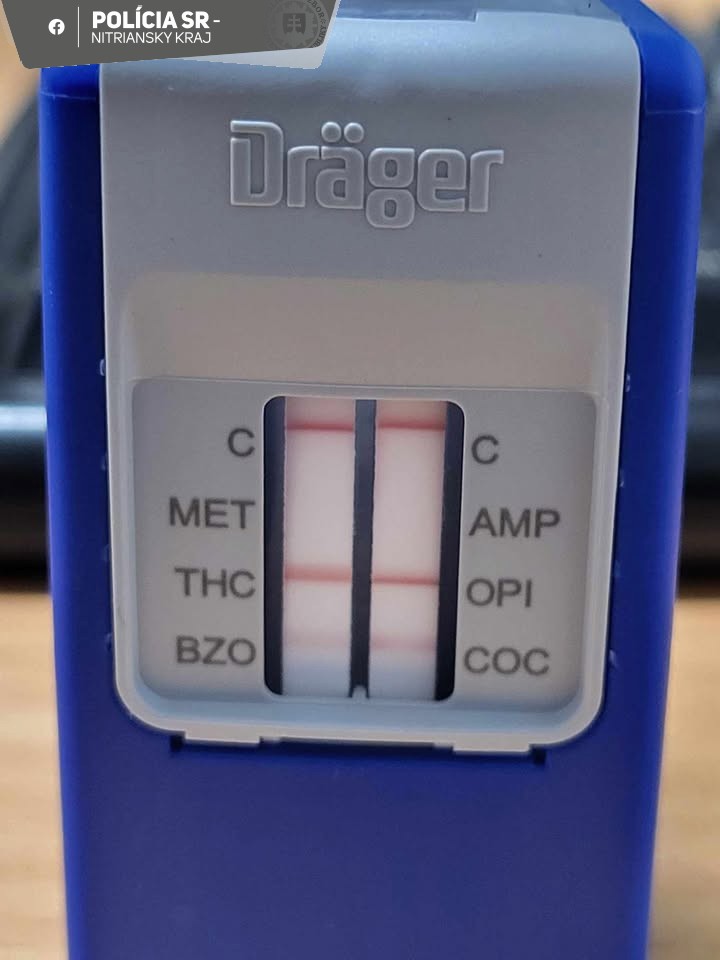 POLÍCIA SR -
NITRIANSKY KRAJ
Dräger
C
C
MET
AMP
THC
OPI
BZO
COC